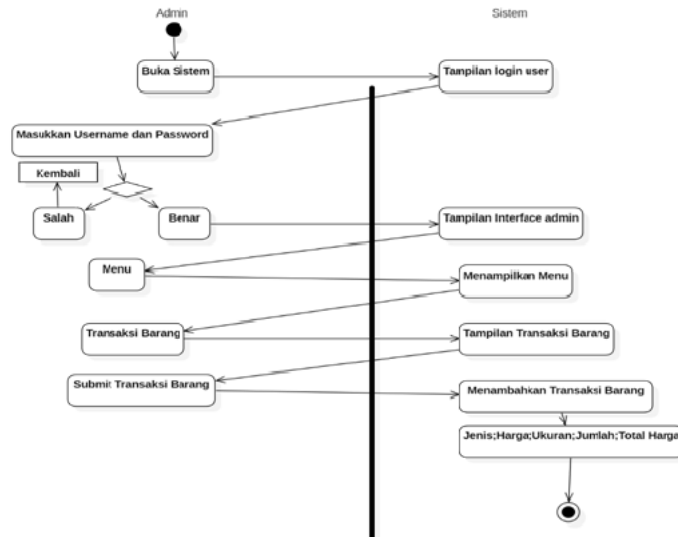 Admin
Sistem
Buka Sistem
Tampilan login user
Masukkan Username dan Password
Kembali
Salah
Benar
Tampilan Interface admin
Menu
Menampilkan Menu
Transaksi Barang
Tampilan Transaksi Barang
Submit Transaksi Barang
Menambahkan Transaksi Barang
Jenis;Harga;Ukuran;Jumlah;Total Harga